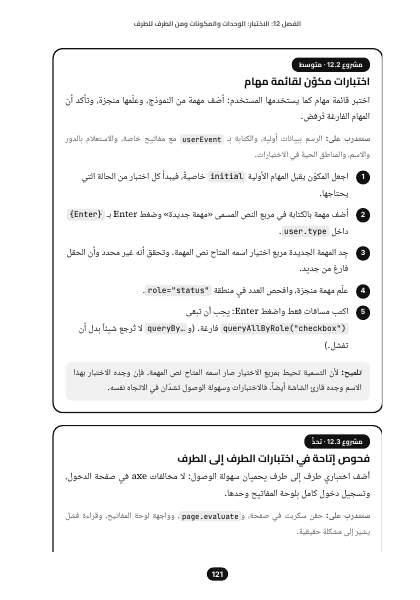 الفصل 12: الاختبار: الوحدات والمكونات ومن الطرف للطرف
مشروع 12.2 · متوسط
اختبارات مكوّن لقائمة مهام
اختبر قائمة مهام كما يستخدمها المستخدم: أضف مهمة من النموذج، وعلّمها منجزة، وتأكد أن
المهام الفارغة تُرفض.
ستتدرب على: الرسم ببيانات أولية، والكتابة بـ userEvent مع مفاتيح خاصة، والاستعلام بالدور
والاسم، والمناطق الحية في الاختبارات.
1 اجعل المكوّن يقبل المهام الأولية initial خاصيةً، فيبدأ كل اختبار من الحالة التي
يحتاجها.
2 أضف مهمة بالكتابة في مربع النص المسمى «مهمة جديدة» وضغط Enter بـ {Enter}
داخل user.type.
3 جِد المهمة الجديدة مربع اختيار اسمه المتاح نص المهمة. وتحقق أنه غير محدد وأن الحقل
فارغ من جديد.
4 علّم مهمة منجزة، وافحص العدد في منطقة role="status".
5 اكتب مسافات فقط واضغط Enter: يجب أن تبقى
queryAllByRole("checkbox") فارغة. (و queryBy… لا تُرجع شيئاً بدل أن
تفشل.)
تلميح: لأن التسمية تحيط بمربع الاختيار صار اسمه المتاح نص المهمة. فإن وجده الاختبار بهذا
الاسم وجده قارئ الشاشة أيضاً. فالاختبارات وسهولة الوصول تشدّان في الاتجاه نفسه.
مشروع 12.3 · تحدٍّ
فحوص إتاحة في اختبارات الطرف إلى الطرف
أضف اختباري طرف إلى طرف يحميان سهولة الوصول: لا مخالفات axe في صفحة الدخول،
وتسجيل دخول كامل بلوحة المفاتيح وحدها.
ستتدرب على: حقن سكربت في صفحة، و page.evaluate، وواجهة لوحة المفاتيح، وقراءة فشل
يشير إلى مشكلة حقيقية.
121